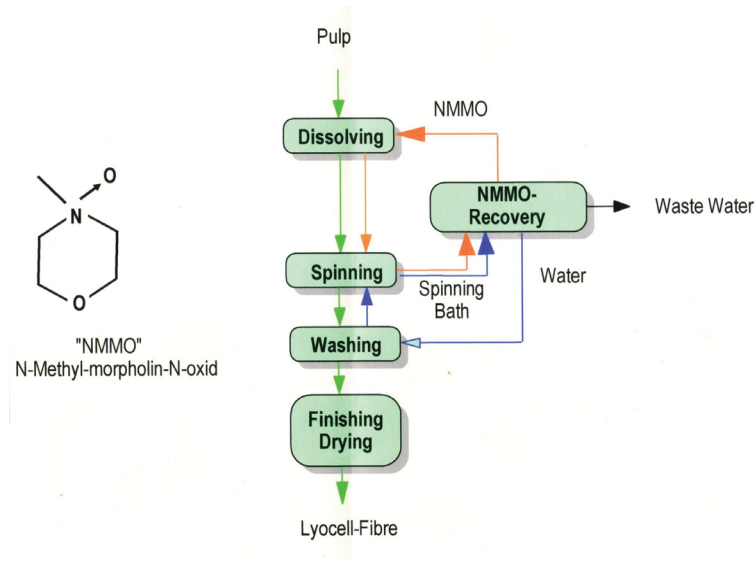 Pulp
NMMO
Dissolving
O
N
O
"NMMO"
N-Methyl-morpholin-N-oxid
NMMO-
Recovery
Waste Water
Spinning
Spinning
Bath
Water
Washing
Finishing
Drying
Lyocell-Fibre